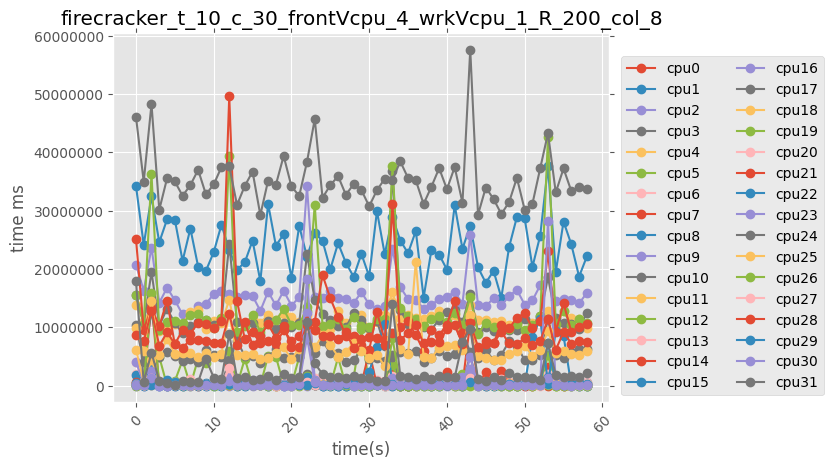 firecracker_t_10_c_30_frontVcpu_4_wrkVcpu_1_R_200_col_8
60000000
50000000
40000000
30000000
20000000
10000000
0
time ms
0
10
20
30
40
50
60
time(s)
cpu0
cpu1
cpu2
cpu3
cpu4
cpu5
cpu6
cpu7
cpu8
cpu9
cpu10
cpu11
cpu12
cpu13
cpu14
cpu15
cpu16
cpu17
cpu18
cpu19
cpu20
cpu21
cpu22
cpu23
cpu24
cpu25
cpu26
cpu27
cpu28
cpu29
cpu30
cpu31